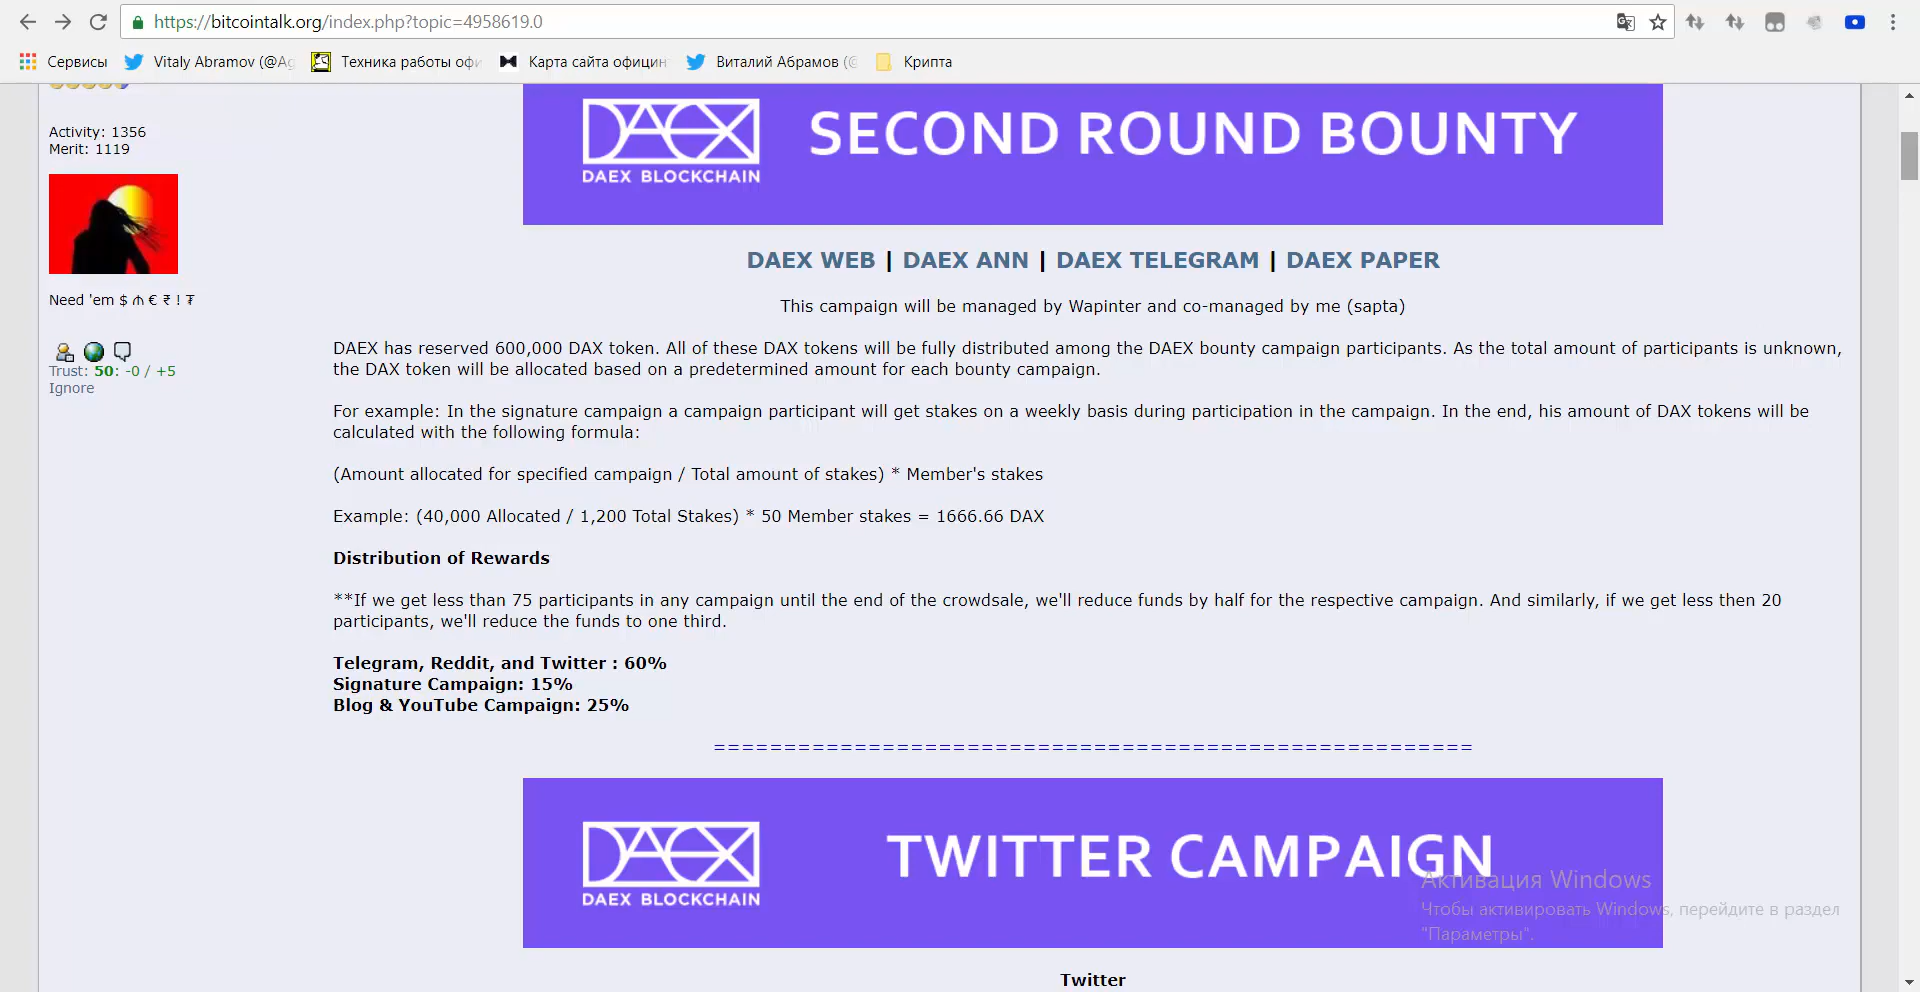 https://bitcointalk.org/index.php?topic=4958619.0
Сервисы
Vitaly Abramov (@Ag
Техника работы офи
Карта сайта официн
Виталий Абрамов (@
Крипта
Activity: 1356
Merit: 1119
Need 'em $ ₼ € ₹ ! ₮
Trust: 50: -0 / +5
Ignore
DAEX BLOCKCHAIN
SECOND ROUND BOUNTY
DAEX WEB | DAEX ANN | DAEX TELEGRAM | DAEX PAPER
This campaign will be managed by Wapinter and co-managed by me (sapta)
DAEX has reserved 600,000 DAX token. All of these DAX tokens will be fully distributed among the DAEX bounty campaign participants. As the total amount of participants is unknown,
the DAX token will be allocated based on a predetermined amount for each bounty campaign.
For example: In the signature campaign a campaign participant will get stakes on a weekly basis during participation in the campaign. In the end, his amount of DAX tokens will be
calculated with the following formula:
(Amount allocated for specified campaign / Total amount of stakes) * Member's stakes
Example: (40,000 Allocated / 1,200 Total Stakes) * 50 Member stakes = 1666.66 DAX
Distribution of Rewards
**If we get less than 75 participants in any campaign until the end of the crowdsale, we'll reduce funds by half for the respective campaign. And similarly, if we get less then 20
participants, we'll reduce the funds to one third.
Telegram, Reddit, and Twitter : 60%
Signature Campaign: 15%
Blog & YouTube Campaign: 25%
======================================================
DAEX
DAEX BLOCKCHAIN
TWITTER CAMPAIGN
Активация Windows
Чтобы активировать Windows, перейдите в раздел
"Параметры".
Twitter